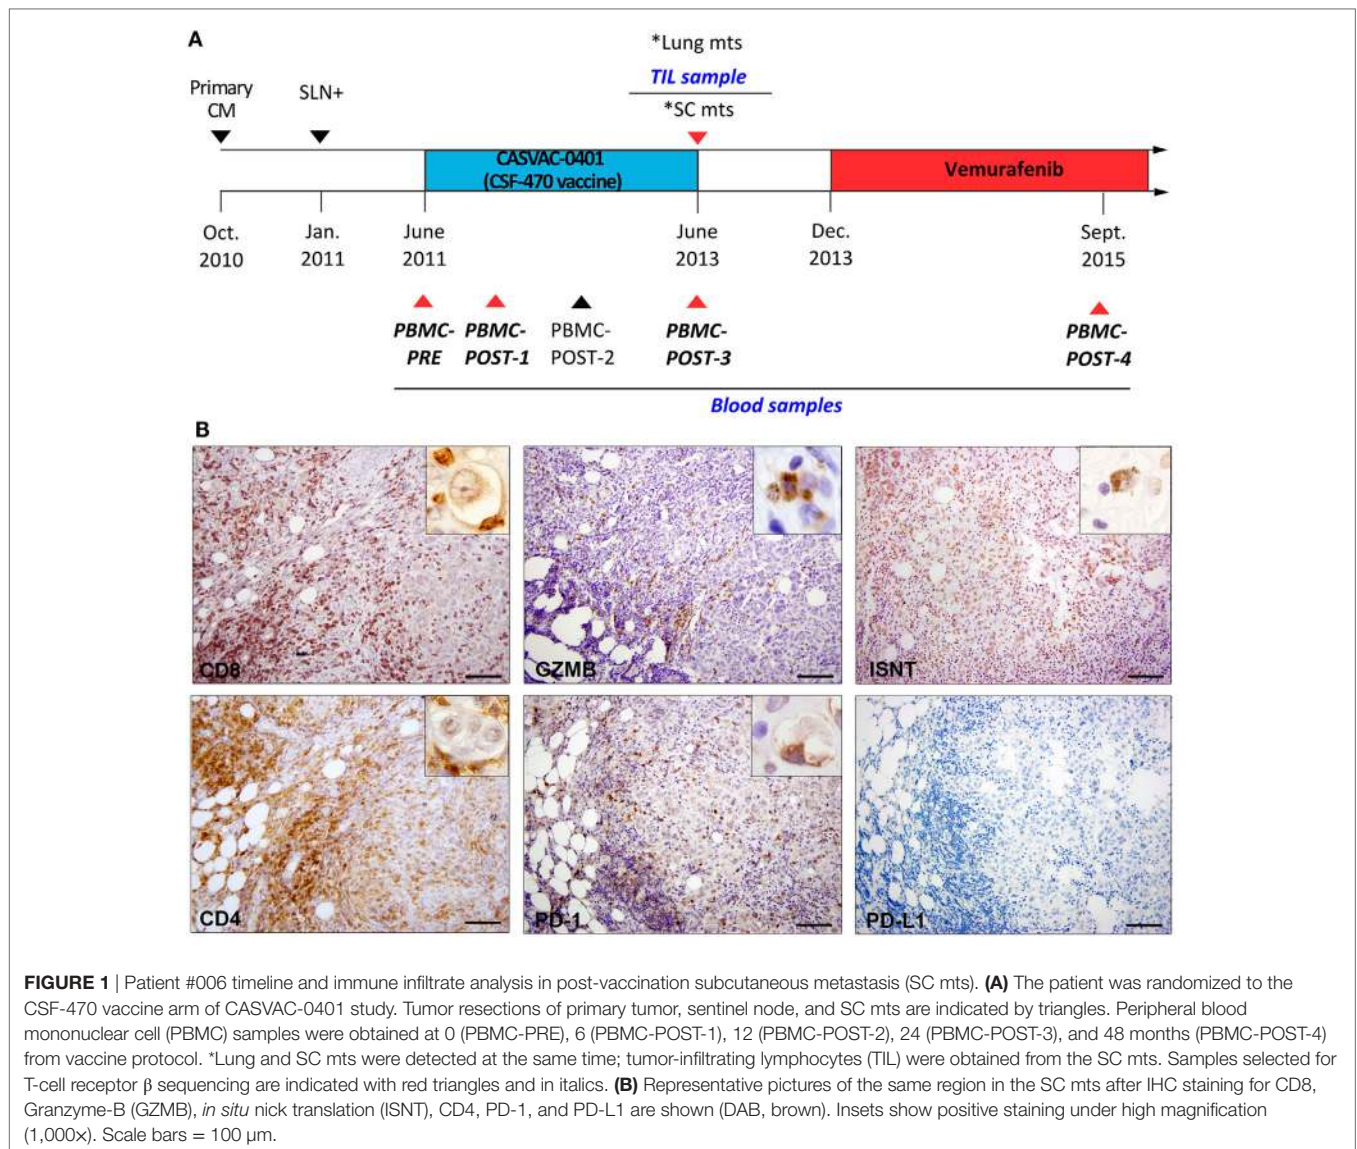 A
*Lung mts
TIL sample
*SC mts
Primary
CM
SLN+
CASVAC-0401
(CSF-470 vaccine)
Vemurafenib
Oct.
2010
Jan.
2011
June
2011
June
2013
Dec.
2013
Sept.
2015
PBMC-
PRE
PBMC-
POST-1
PBMC-
POST-2
PBMC-
POST-3
PBMC-
POST-4
Blood samples
B
CD8
GZMB
ISNT
CD4
PD-1
PD-L1
FIGURE 1 | Patient #006 timeline and immune infiltrate analysis in post-vaccination subcutaneous metastasis (SC mts). (A) The patient was randomized to the
CSF-470 vaccine arm of CASVAC-0401 study. Tumor resections of primary tumor, sentinel node, and SC mts are indicated by triangles. Peripheral blood
mononuclear cell (PBMC) samples were obtained at 0 (PBMC-PRE), 6 (PBMC-POST-1), 12 (PBMC-POST-2), 24 (PBMC-POST-3), and 48 months (PBMC-POST-4)
from vaccine protocol. *Lung and SC mts were detected at the same time; tumor-infiltrating lymphocytes (TIL) were obtained from the SC mts. Samples selected for
T-cell receptor β sequencing are indicated with red triangles and in italics. (B) Representative pictures of the same region in the SC mts after IHC staining for CD8,
Granzyme-B (GZMB), in situ nick translation (ISNT), CD4, PD-1, and PD-L1 are shown (DAB, brown). Insets show positive staining under high magnification
(1,000×). Scale bars = 100 µm.